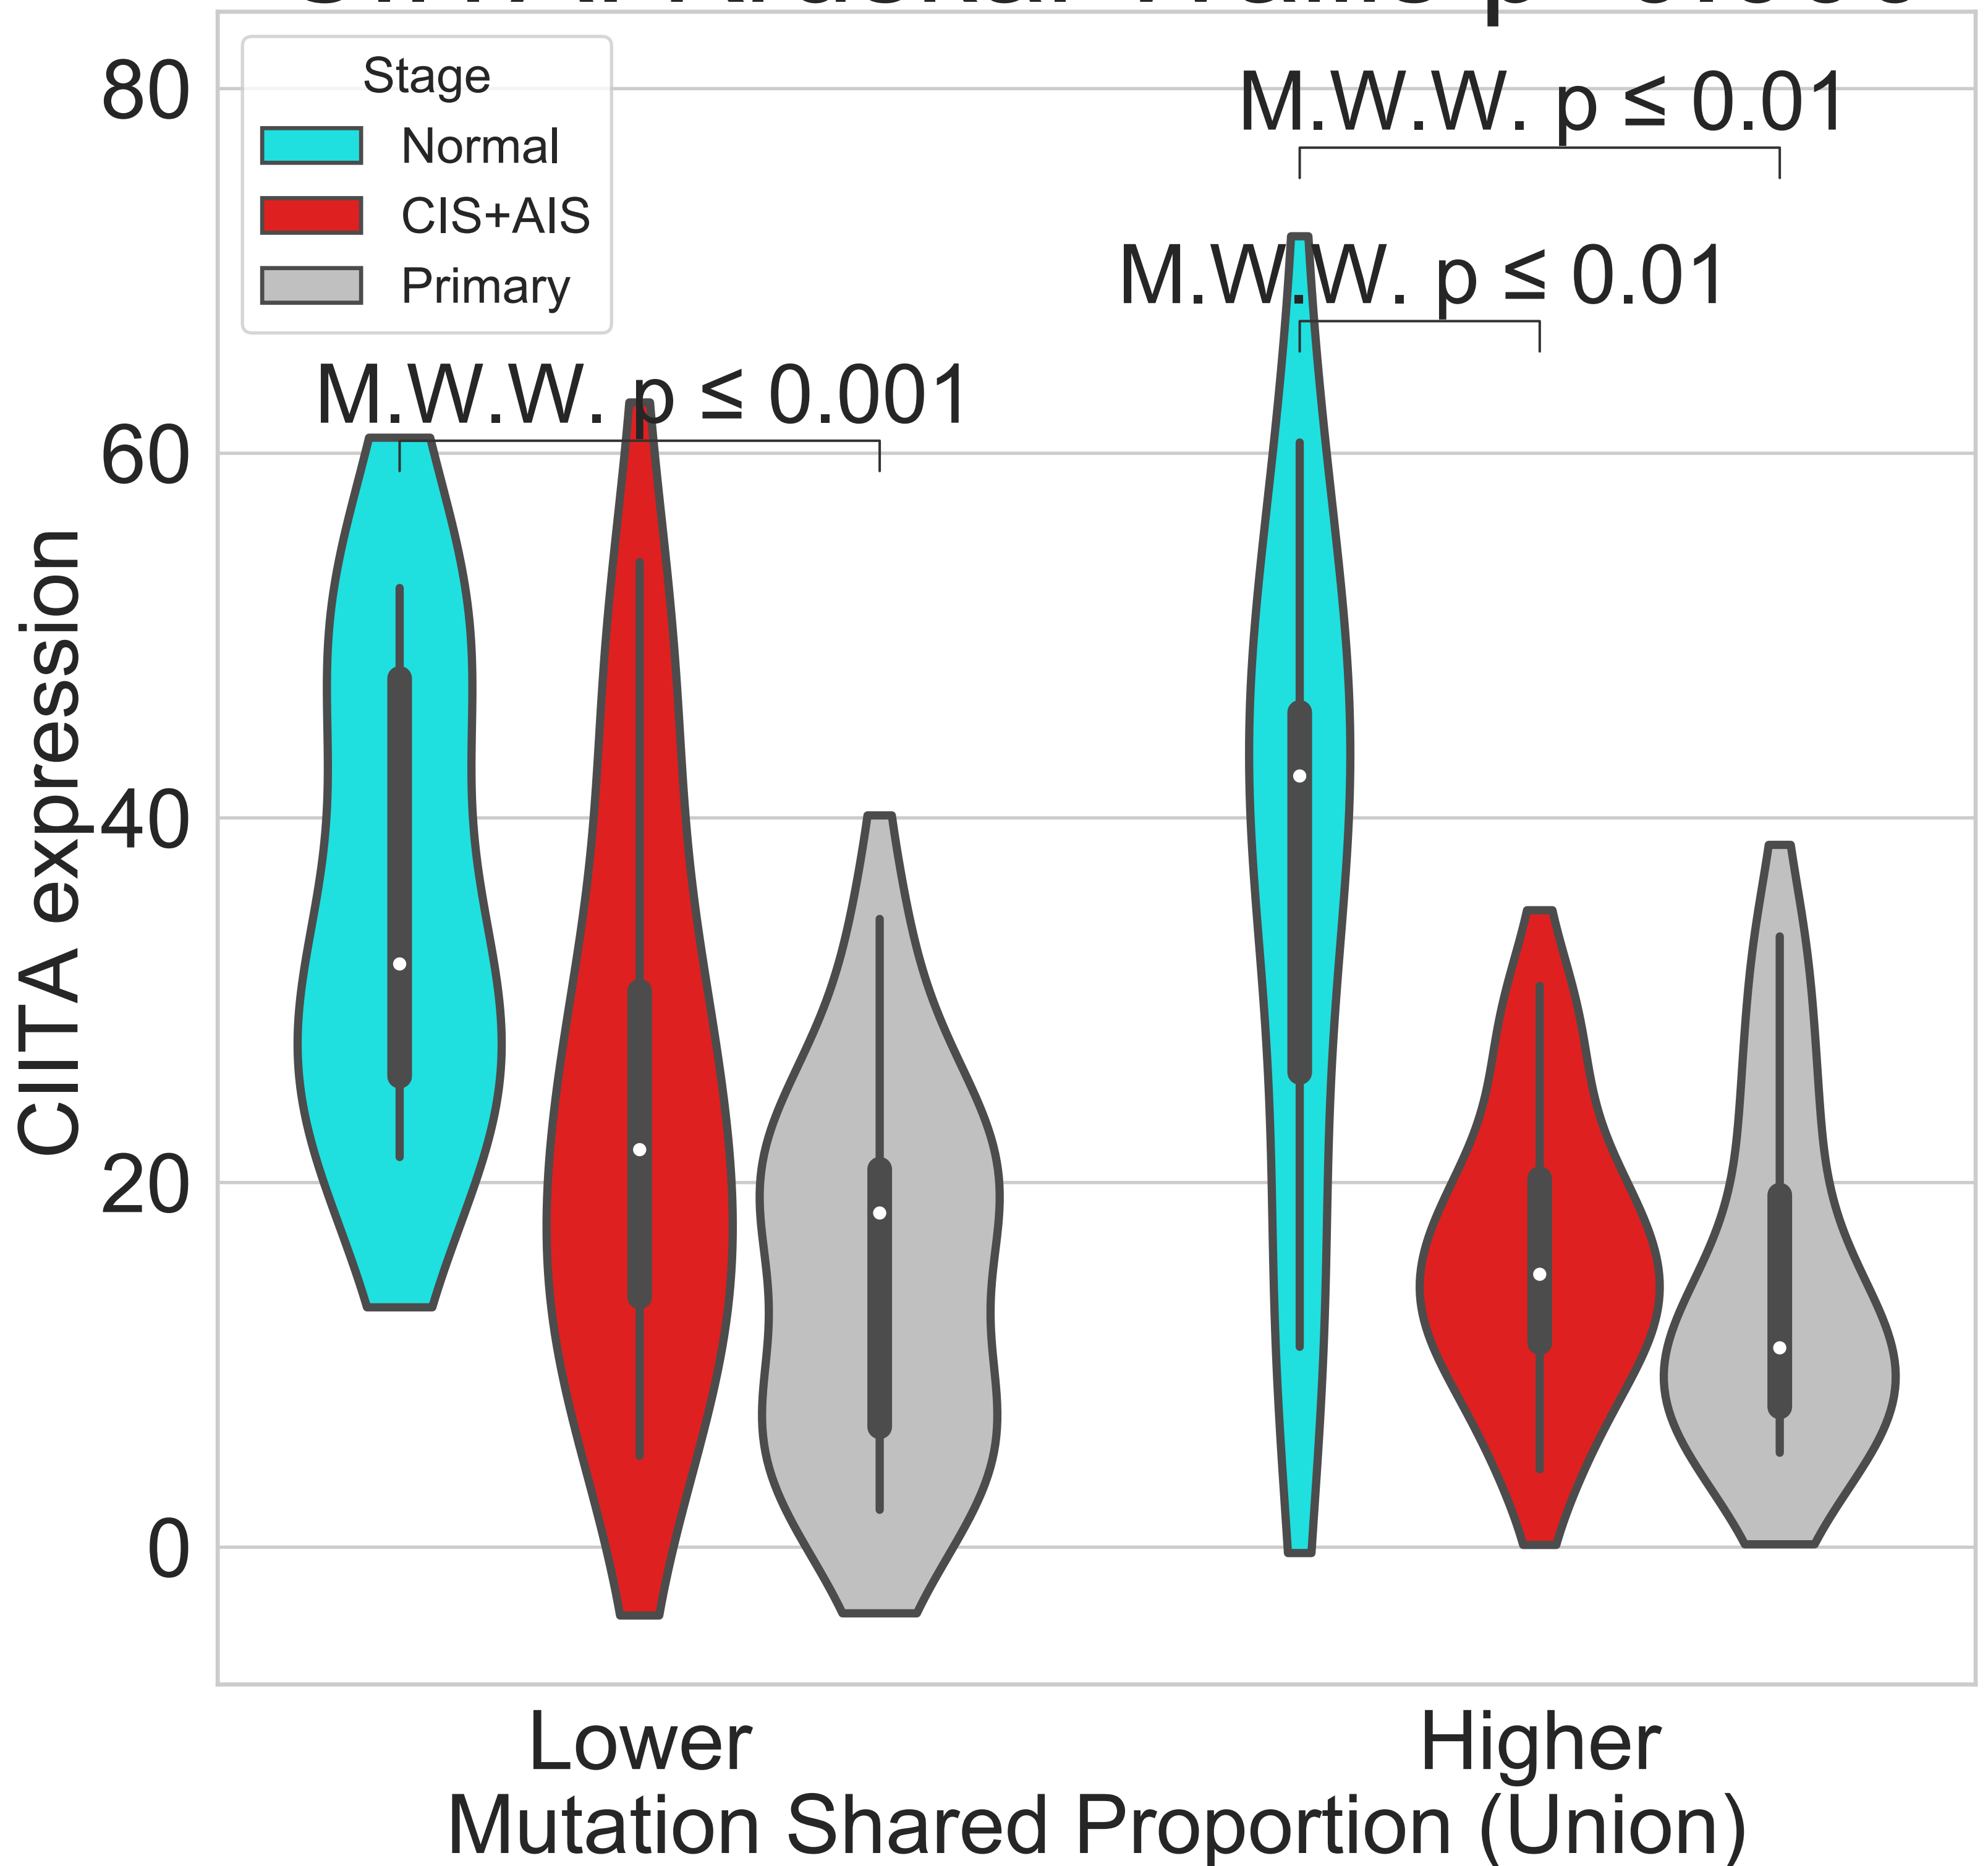 80
60
40
20
0
CIITA expression
Stage
Normal
CIS+AIS
Primary
M.W.W. p ≤ 0.01
M.W.W. p ≤ 0.01
M.W.W. p ≤ 0.001
Lower
Higher
Mutation Shared Proportion (Union)